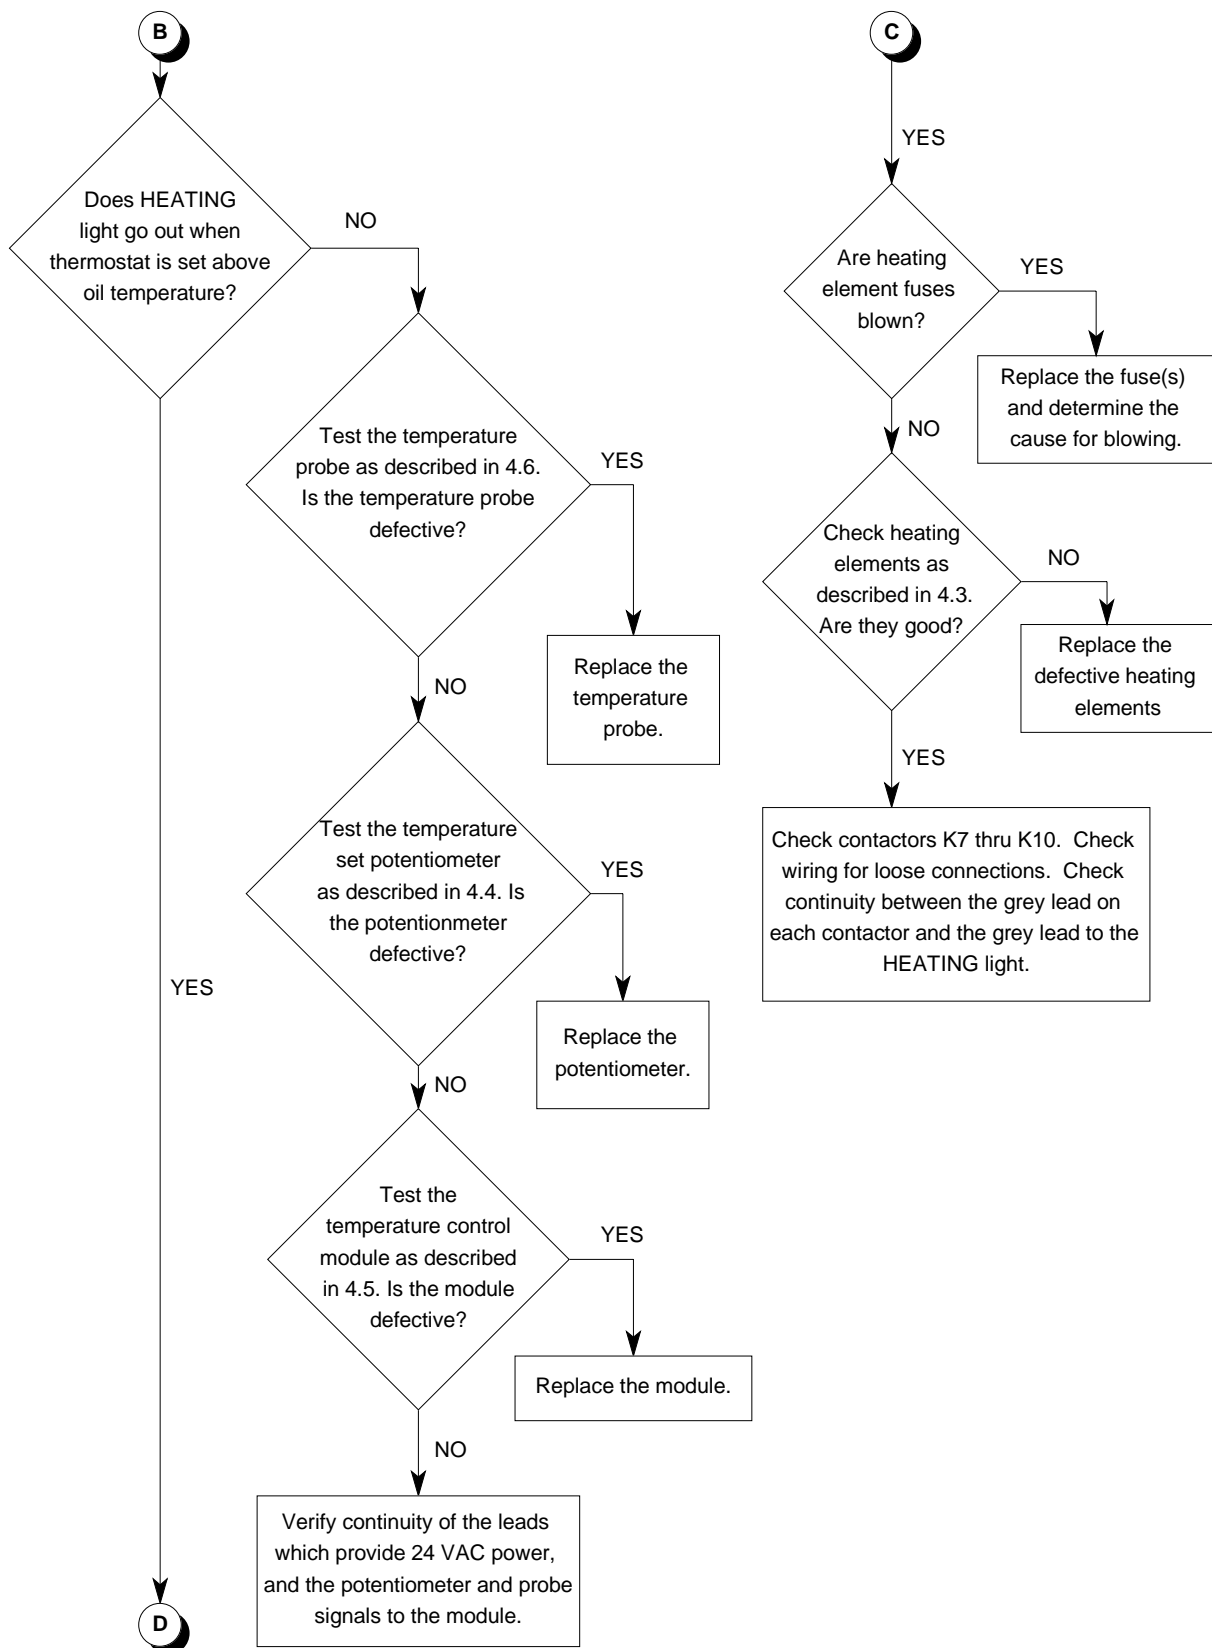 B
Does HEATING
light go out when
thermostat is set above
oil temperature?
NO
YES
Test the temperature
probe as described in 4.6.
Is the temperature probe
defective?
YES
Replace the
temperature
probe.
NO
Test the temperature
set potentiometer
as described in 4.4. Is
the potentionmeter
defective?
YES
Replace the
potentiometer.
NO
Test the
temperature control
module as described
in 4.5. Is the module
defective?
YES
Replace the module.
NO
Verify continuity of the leads
which provide 24 VAC power,
and the potentiometer and probe
signals to the module.
D
C
YES
Are heating
element fuses
blown?
YES
Replace the fuse(s)
and determine the
cause for blowing.
NO
Check heating
elements as
described in 4.3.
Are they good?
NO
Replace the
defective heating
elements
YES
Check contactors K7 thru K10. Check
wiring for loose connections. Check
continuity between the grey lead on
each contactor and the grey lead to the
HEATING light.